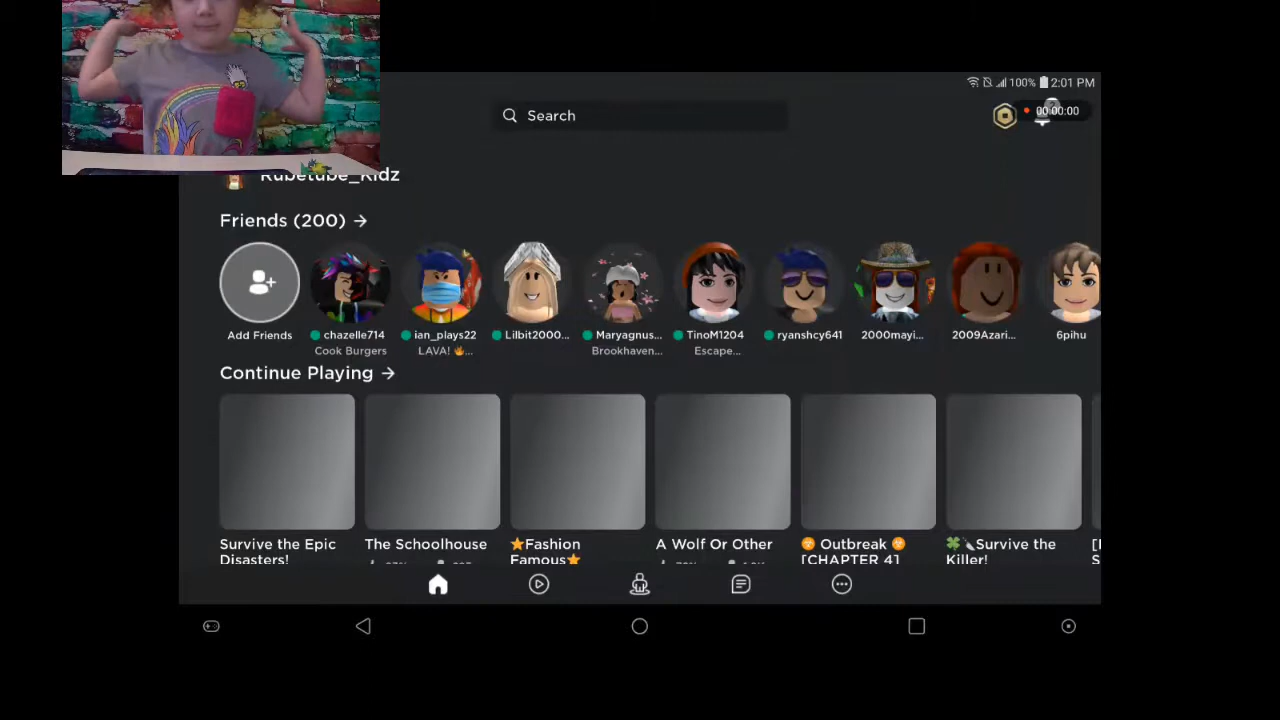 100% 2:01 PM
Search
00:00:00
Rubetube_Kidz
Friends (200) →
Add Friends
chazelle714
ian_plays22
Lilbit2000...
Maryagnus...
TinoM1204
ryanshcy641
2000mayi...
2009Azari...
6pihu
Cook Burgers
LAVA! 🔥...
Brookhaven...
Escape...
Continue Playing →
Survive the Epic
Disasters!
The Schoolhouse
⭐Fashion
Famous⭐
A Wolf Or Other
☣ Outbreak ☣
[CHAPTER 4]
🍀🔪Survive the
Killer!